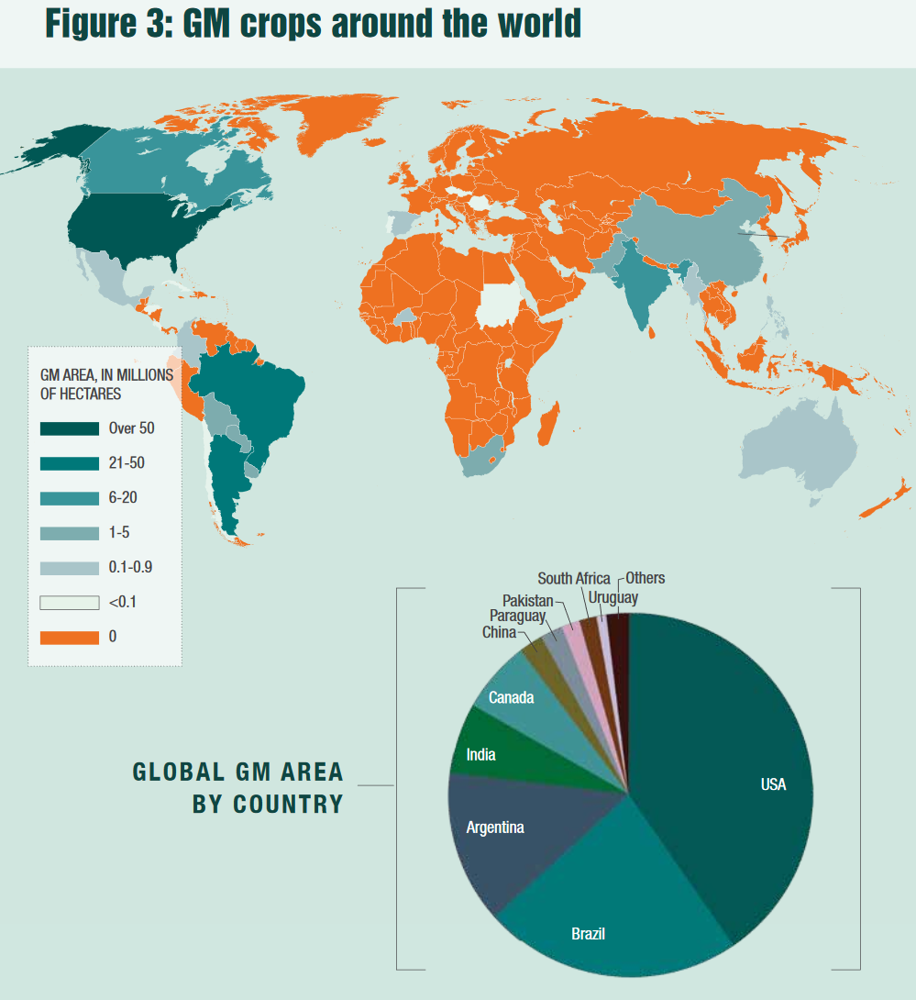 Figure 3: GM crops around the world
GM AREA, IN MILLIONS
OF HECTARES
Over 50
21-50
6-20
1-5
0.1-0.9
<0.1
0
South Africa
Others
Uruguay
Pakistan
Paraguay
China
Canada
India
Argentina
Brazil
USA
GLOBAL GM AREA
BY COUNTRY